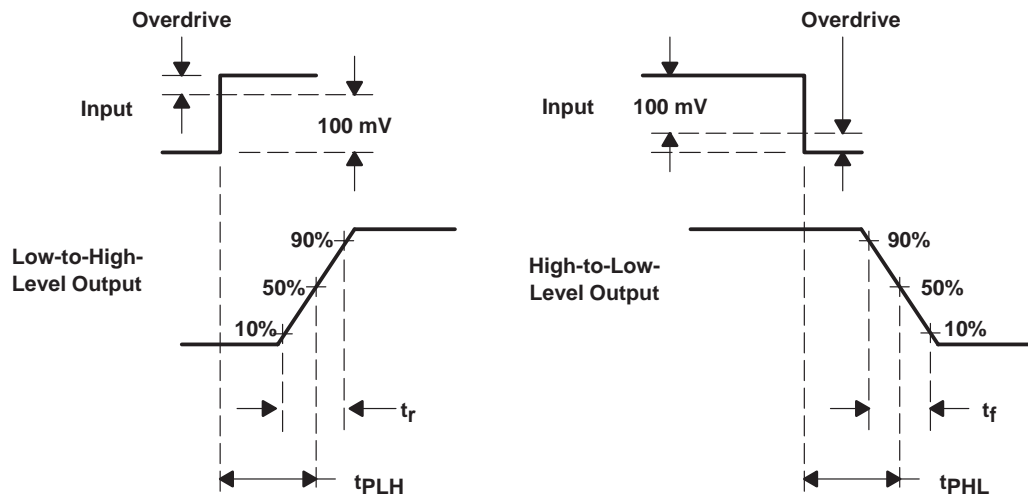 Overdrive
Input
100 mV
Low-to-High-
Level Output
90%
50%
10%
tr
tPLH
Overdrive
Input
100 mV
High-to-Low-
Level Output
90%
50%
10%
tf
tPHL